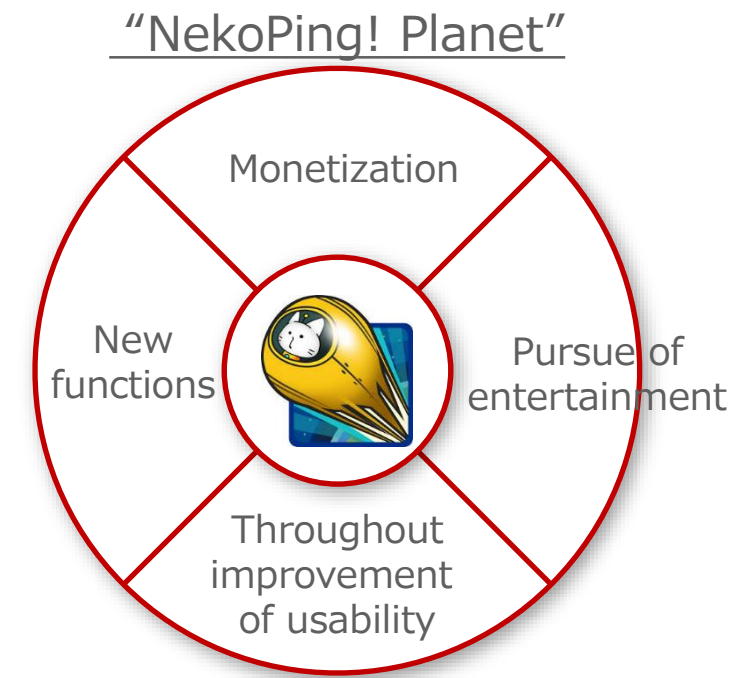 “NekoPing! Planet”
Monetization
New
functions
Pursue of
entertainment
Throughout
improvement
of usability